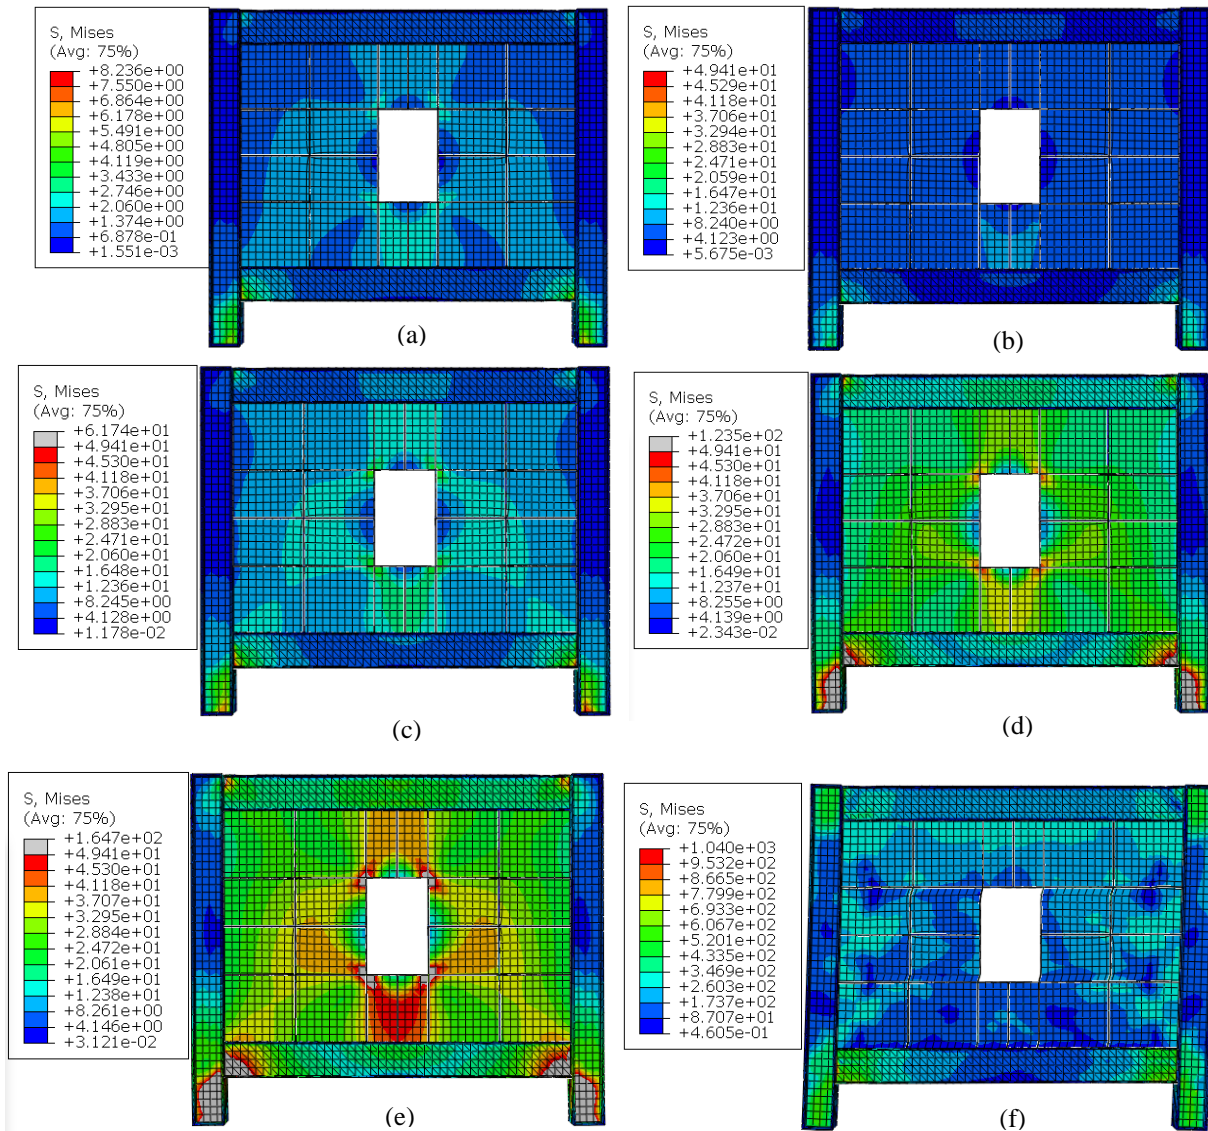 S, Mises
(Avg: 75%)
+8.236e+00
+7.550e+00
+6.864e+00
+6.178e+00
+5.491e+00
+4.805e+00
+4.119e+00
+3.433e+00
+2.746e+00
+2.060e+00
+1.374e+00
+6.878e-01
+1.551e-03
(a)
S, Mises
(Avg: 75%)
+4.941e+01
+4.529e+01
+4.118e+01
+3.706e+01
+3.294e+01
+2.883e+01
+2.471e+01
+2.059e+01
+1.647e+01
+1.236e+01
+8.240e+00
+4.123e+00
+5.675e-03
(b)
S, Mises
(Avg: 75%)
+6.174e+01
+4.941e+01
+4.530e+01
+4.118e+01
+3.706e+01
+3.295e+01
+2.883e+01
+2.471e+01
+2.060e+01
+1.648e+01
+1.236e+01
+8.245e+00
+4.128e+00
+1.178e-02
(c)
S, Mises
(Avg: 75%)
+1.235e+02
+4.941e+01
+4.530e+01
+4.118e+01
+3.706e+01
+3.295e+01
+2.883e+01
+2.472e+01
+2.060e+01
+1.649e+01
+1.237e+01
+8.255e+00
+4.139e+00
+2.343e-02
(d)
S, Mises
(Avg: 75%)
+1.647e+02
+4.941e+01
+4.530e+01
+4.118e+01
+3.707e+01
+3.295e+01
+2.884e+01
+2.472e+01
+2.061e+01
+1.649e+01
+1.238e+01
+8.261e+00
+4.146e+00
+3.121e-02
(e)
S, Mises
(Avg: 75%)
+1.040e+03
+9.532e+02
+8.665e+02
+7.799e+02
+6.933e+02
+6.067e+02
+5.201e+02
+4.335e+02
+3.469e+02
+2.603e+02
+1.737e+02
+8.707e+01
+4.605e-01
(f)